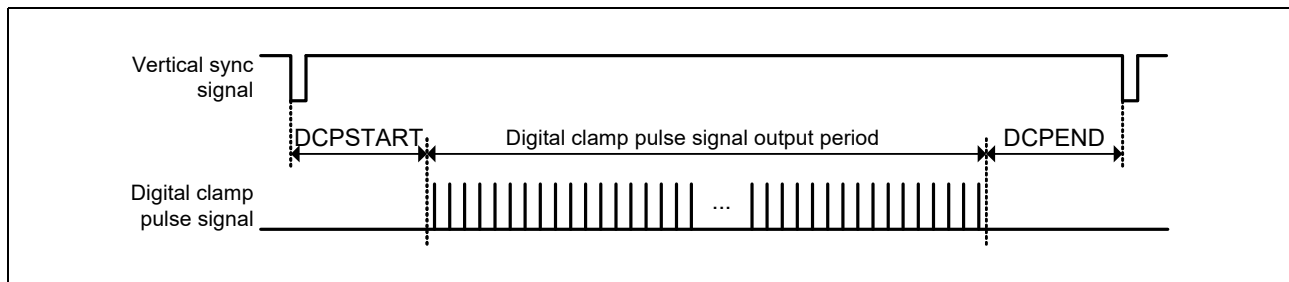 Vertical sync
signal
DCPSTART
Digital clamp pulse signal output period
DCPEND
Digital clamp
pulse signal
...